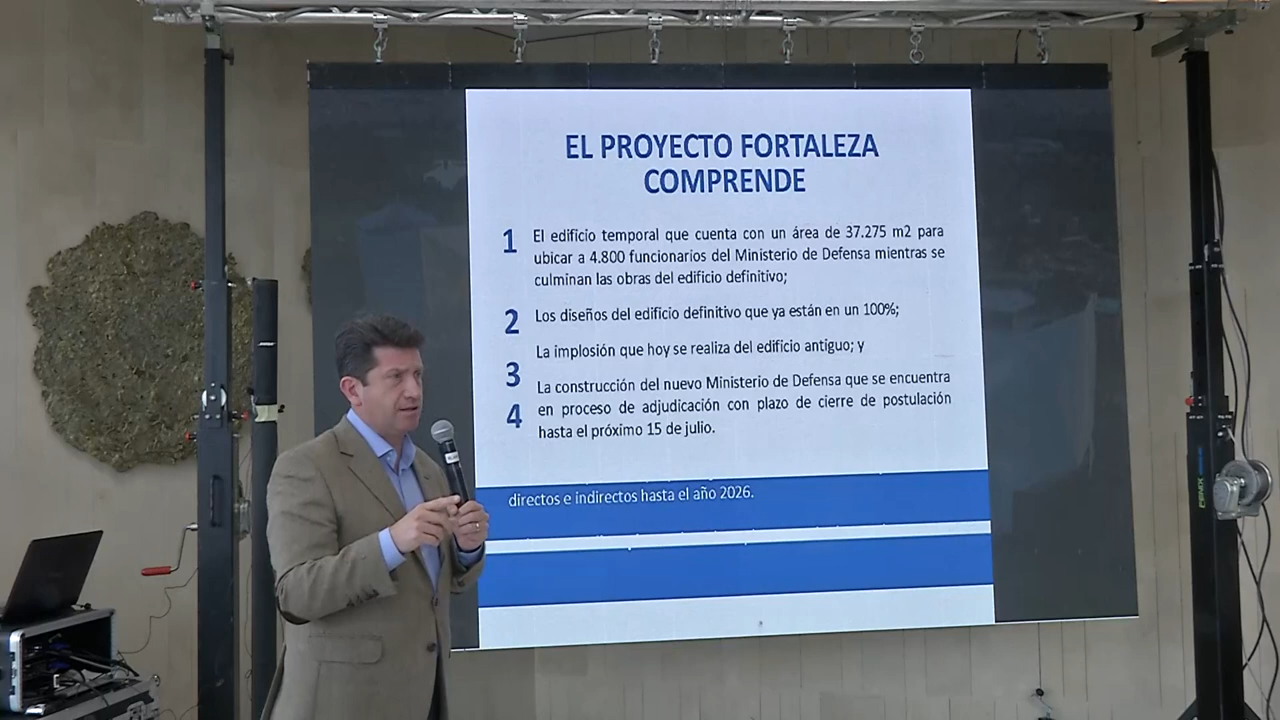 EL PROYECTO FORTALEZA
COMPRENDE
1 El edificio temporal que cuenta con un área de 37.275 m2 para
ubicar a 4.800 funcionarios del Ministerio de Defensa mientras se
culminan las obras del edificio definitivo;
2 Los diseños del edificio definitivo que ya están en un 100%;
La implosión que hoy se realiza del edificio antiguo; y
3
La construcción del nuevo Ministerio de Defensa que se encuentra
4 en proceso de adjudicación con plazo de cierre de postulación
hasta el próximo 15 de julio.
directos e indirectos hasta el año 2026.
FENIX